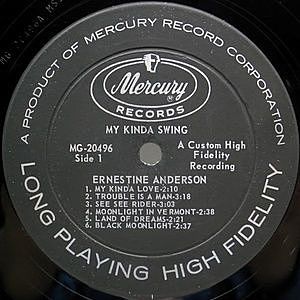 A PRODUCT OF MERCURY RECORD CORPORATION
Mercury
®
RECORDS
MY KINDA SWING
MG-20496
Side 1
A Custom High
Fidelity
Recording
ERNESTINE ANDERSON
1. MY KINDA LOVE-2:10
2. TROUBLE IS A MAN-3:18
3. SEE SEE RIDER-3:03
4. MOONLIGHT IN VERMONT-2:38
5. LAND OF DREAMS-2:21
6. BLACK MOONLIGHT-2:37
LONG PLAYING HIGH FIDELITY